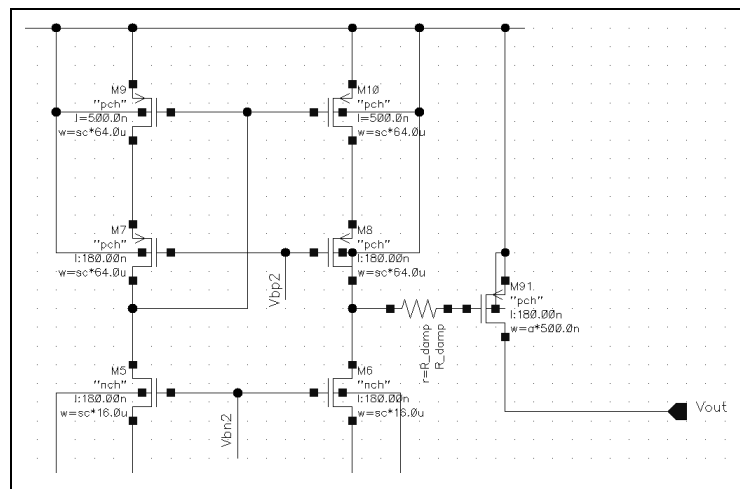 M9
"pch"
l=500.0n
w=sc*64.0u
M10
"pch"
l=500.0n
w=sc*64.0u
M7
"pch"
l:180.00n
w=sc*64.0u
M8
"pch"
l:180.00n
w=sc*64.0u
Vbp2
M91
"pch"
l:180.00n
w=a*500.0n
r=R_damp
R_damp
M5
"nch"
l:180.00n
w=sc*16.0u
M6
"nch"
l:180.00n
w=sc*16.0u
Vbn2
Vout